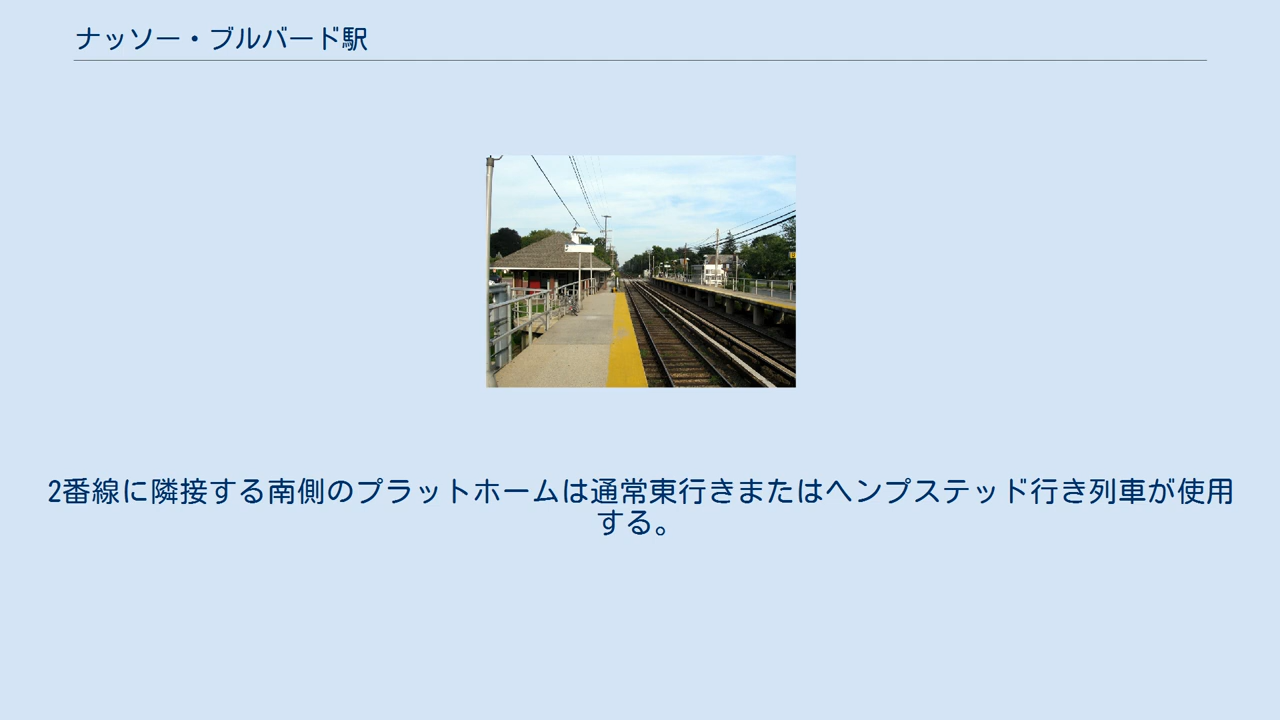 ナッソー・ブルバード駅
2番線に隣接する南側のプラットホームは通常東行きまたはヘンプステッド行き列車が使用
する。